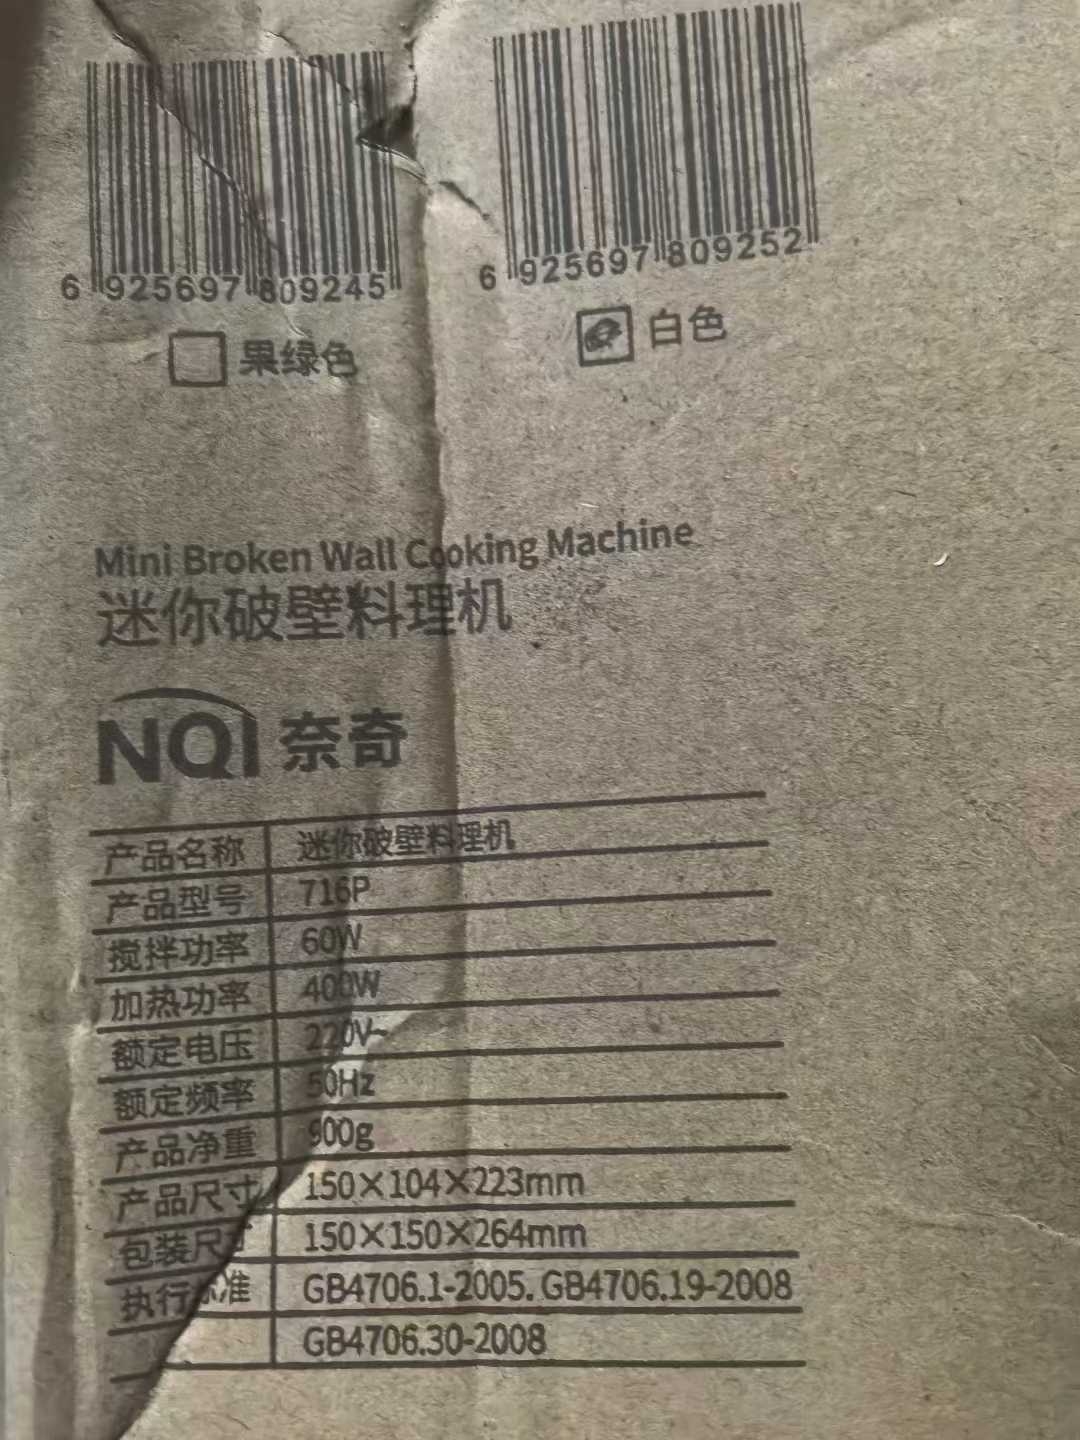 6 925697 809245
6 925697 809252
果绿色
白色
Mini Broken Wall Cooking Machine
迷你破壁料理机
NQI 奈奇
产品名称 迷你破壁料理机
产品型号 716P
搅拌功率 60W
加热功率 400W
额定电压 220V~
额定频率 50Hz
产品净重 900g
产品尺寸 150×104×223mm
包装尺寸 150×150×264mm
执行标准 GB4706.1-2005. GB4706.19-2008
GB4706.30-2008